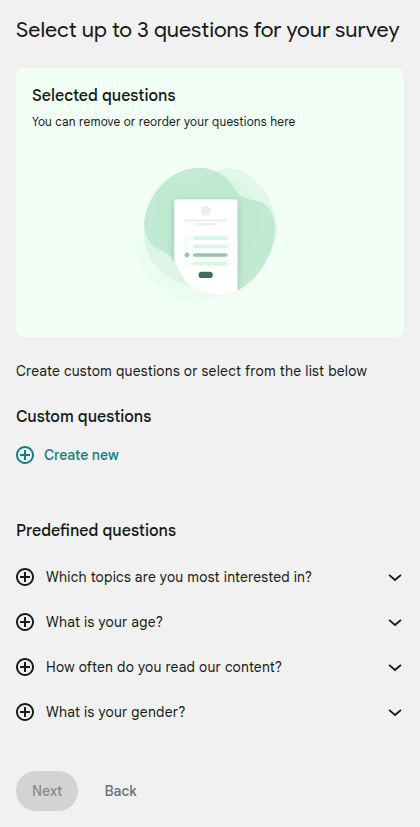 Select up to 3 questions for your survey
Selected questions
You can remove or reorder your questions here
Create custom questions or select from the list below
Custom questions
Create new
Predefined questions
Which topics are you most interested in?
What is your age?
How often do you read our content?
What is your gender?
Next Back